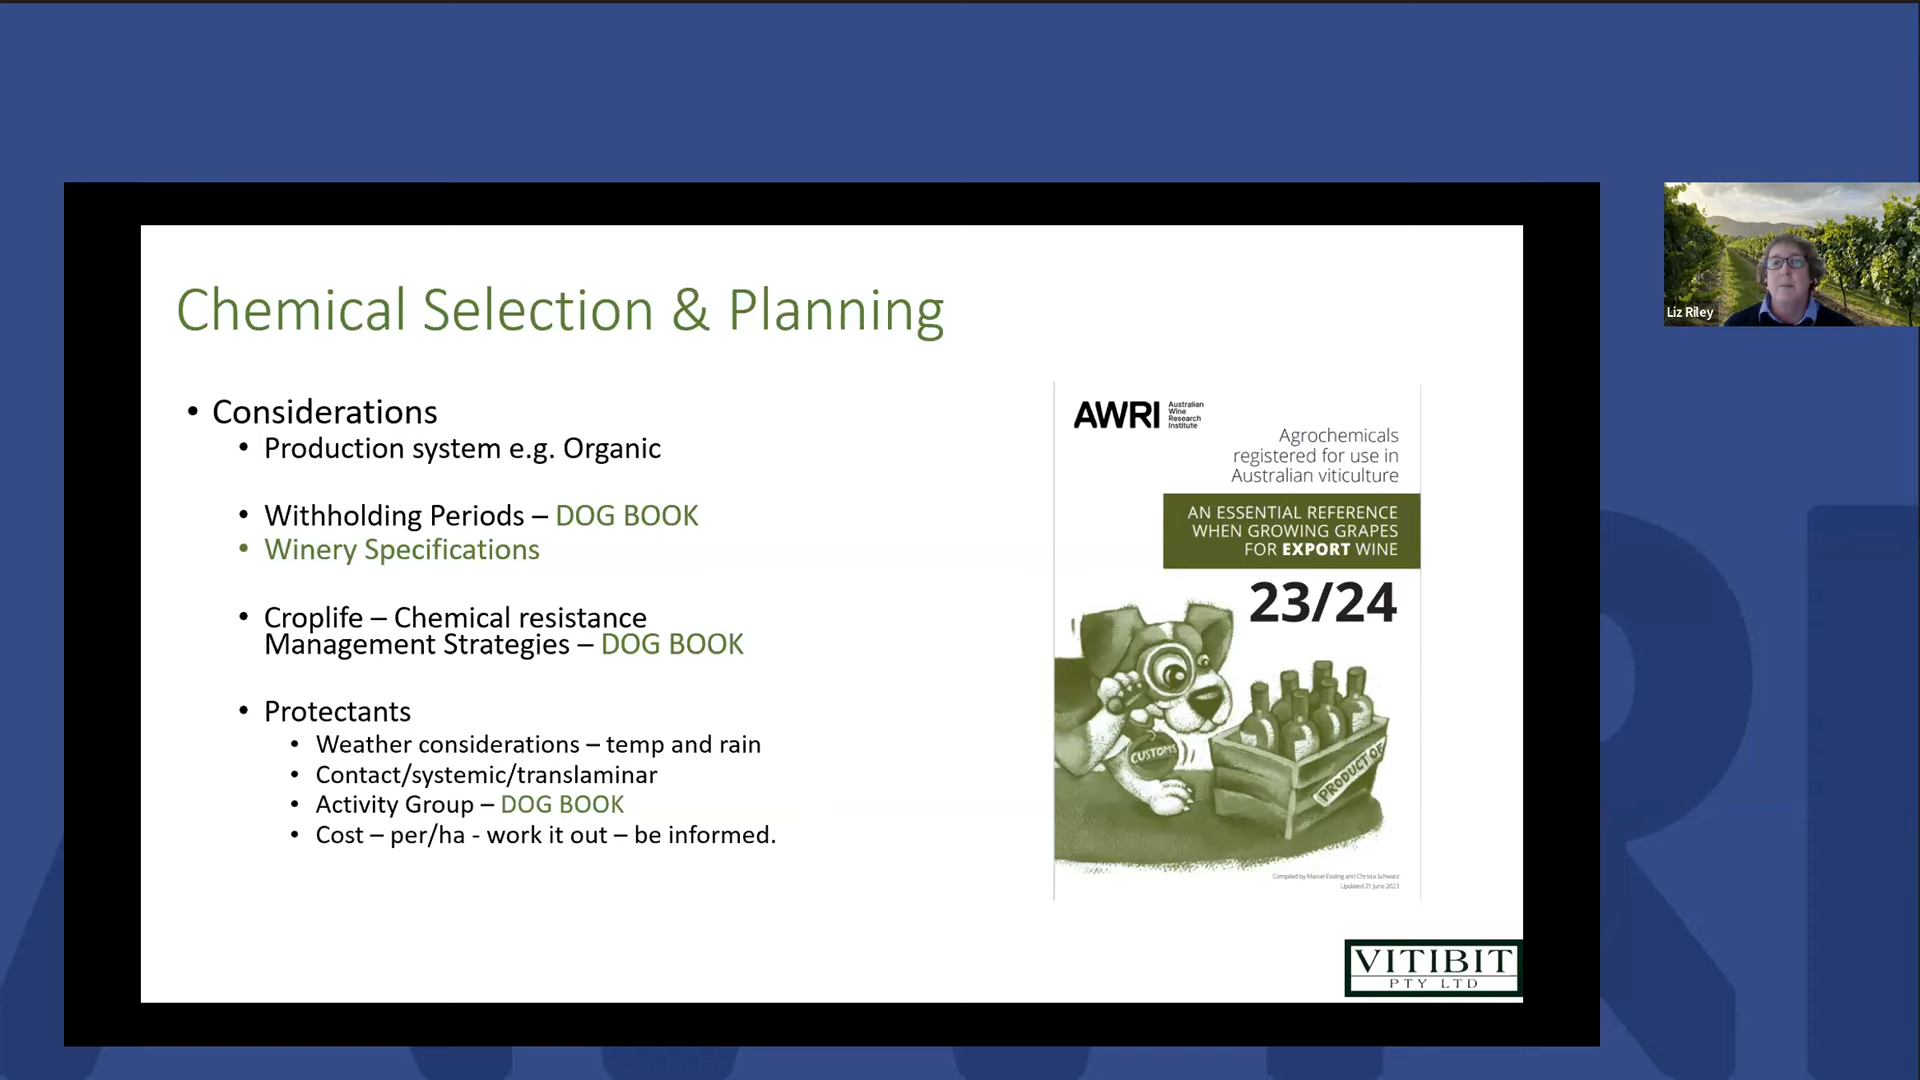 Chemical Selection & Planning
• Considerations
• Production system e.g. Organic
• Withholding Periods – DOG BOOK
• Winery Specifications
• Croplife – Chemical resistance
Management Strategies – DOG BOOK
• Protectants
• Weather considerations – temp and rain
• Contact/systemic/translaminar
• Activity Group – DOG BOOK
• Cost – per/ha - work it out – be informed.
AWRI
Australian
Wine
Research
Institute
Agrochemicals
registered for use in
Australian viticulture
AN ESSENTIAL REFERENCE
WHEN GROWING GRAPES
FOR EXPORT WINE
23/24
CUSTOMS
PRODUCT OF
Compiled by Marcel Essling and Christa Schwarz
Updated 21 June 2023
VITIBIT
PTY LTD
Liz Riley